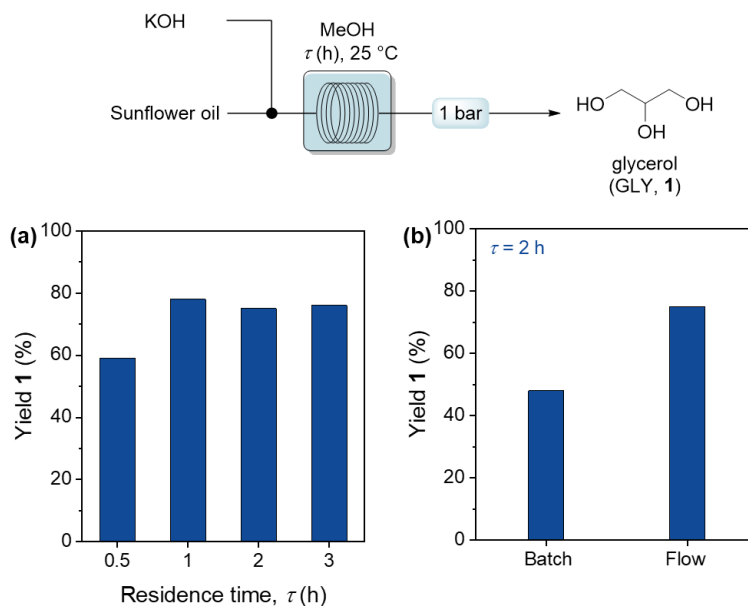 KOH
MeOH
τ (h), 25 °C
Sunflower oil
1 bar
HO
OH
OH
glycerol
(GLY, 1)
(a)
100
80
60
40
20
0
Yield 1 (%)
0.5 1 2 3
Residence time, τ (h)
(b)
τ = 2 h
100
80
60
40
20
0
Yield 1 (%)
Batch Flow